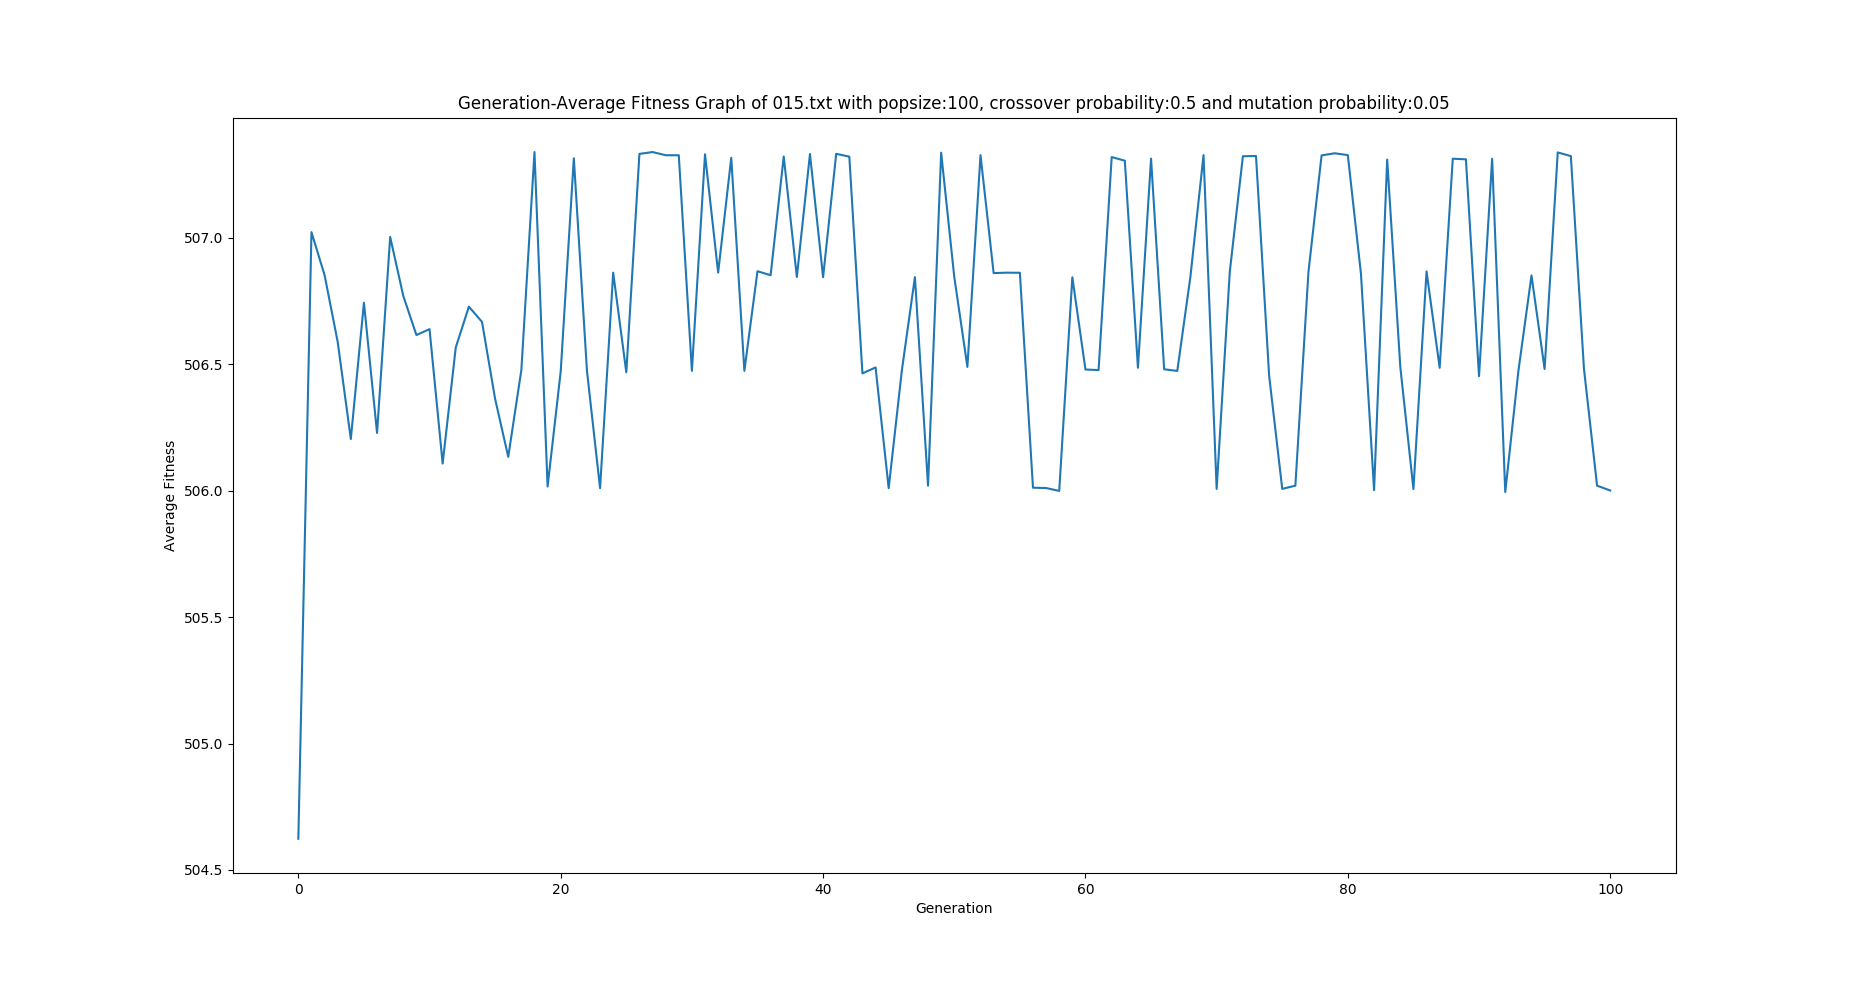 Generation-Average Fitness Graph of 015.txt with popsize:100, crossover probability:0.5 and mutation probability:0.05
507.0
506.5
506.0
505.5
505.0
504.5
Average Fitness
0 20 40 60 80 100
Generation